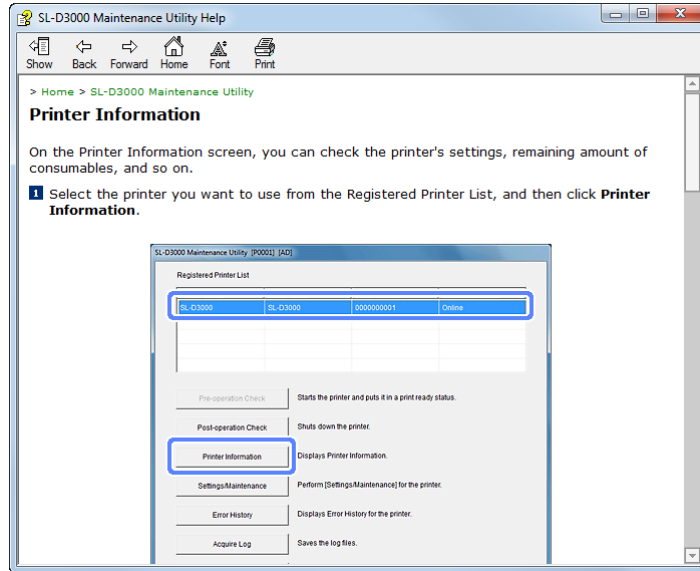 SL-D3000 Maintenance Utility Help
Show Back Forward Home Font Print
> Home > SL-D3000 Maintenance Utility
Printer Information
On the Printer Information screen, you can check the printer's settings, remaining amount of
consumables, and so on.
1 Select the printer you want to use from the Registered Printer List, and then click Printer
Information.
SL-D3000 Maintenance Utility [P0001] [AD]
Registered Printer List
SL-D3000 SL-D3000 0000000001 Online
Pre-operation Check Starts the printer and puts it in a print ready status.
Post-operation Check Shuts down the printer.
Printer Information Displays Printer Information.
Settings/Maintenance Perform [Settings/Maintenance] for the printer.
Error History Displays Error History for the printer.
Acquire Log Saves the log files.